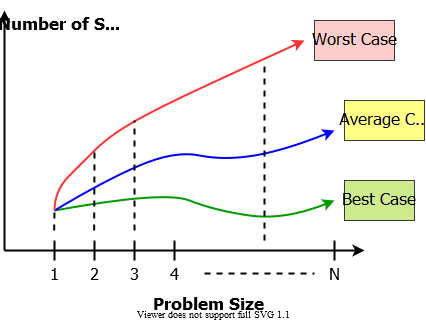 Number of S...
Worst Case
Average C..
Best Case
1 2 3 4 N
Problem Size
Viewer does not support full SVG 1.1